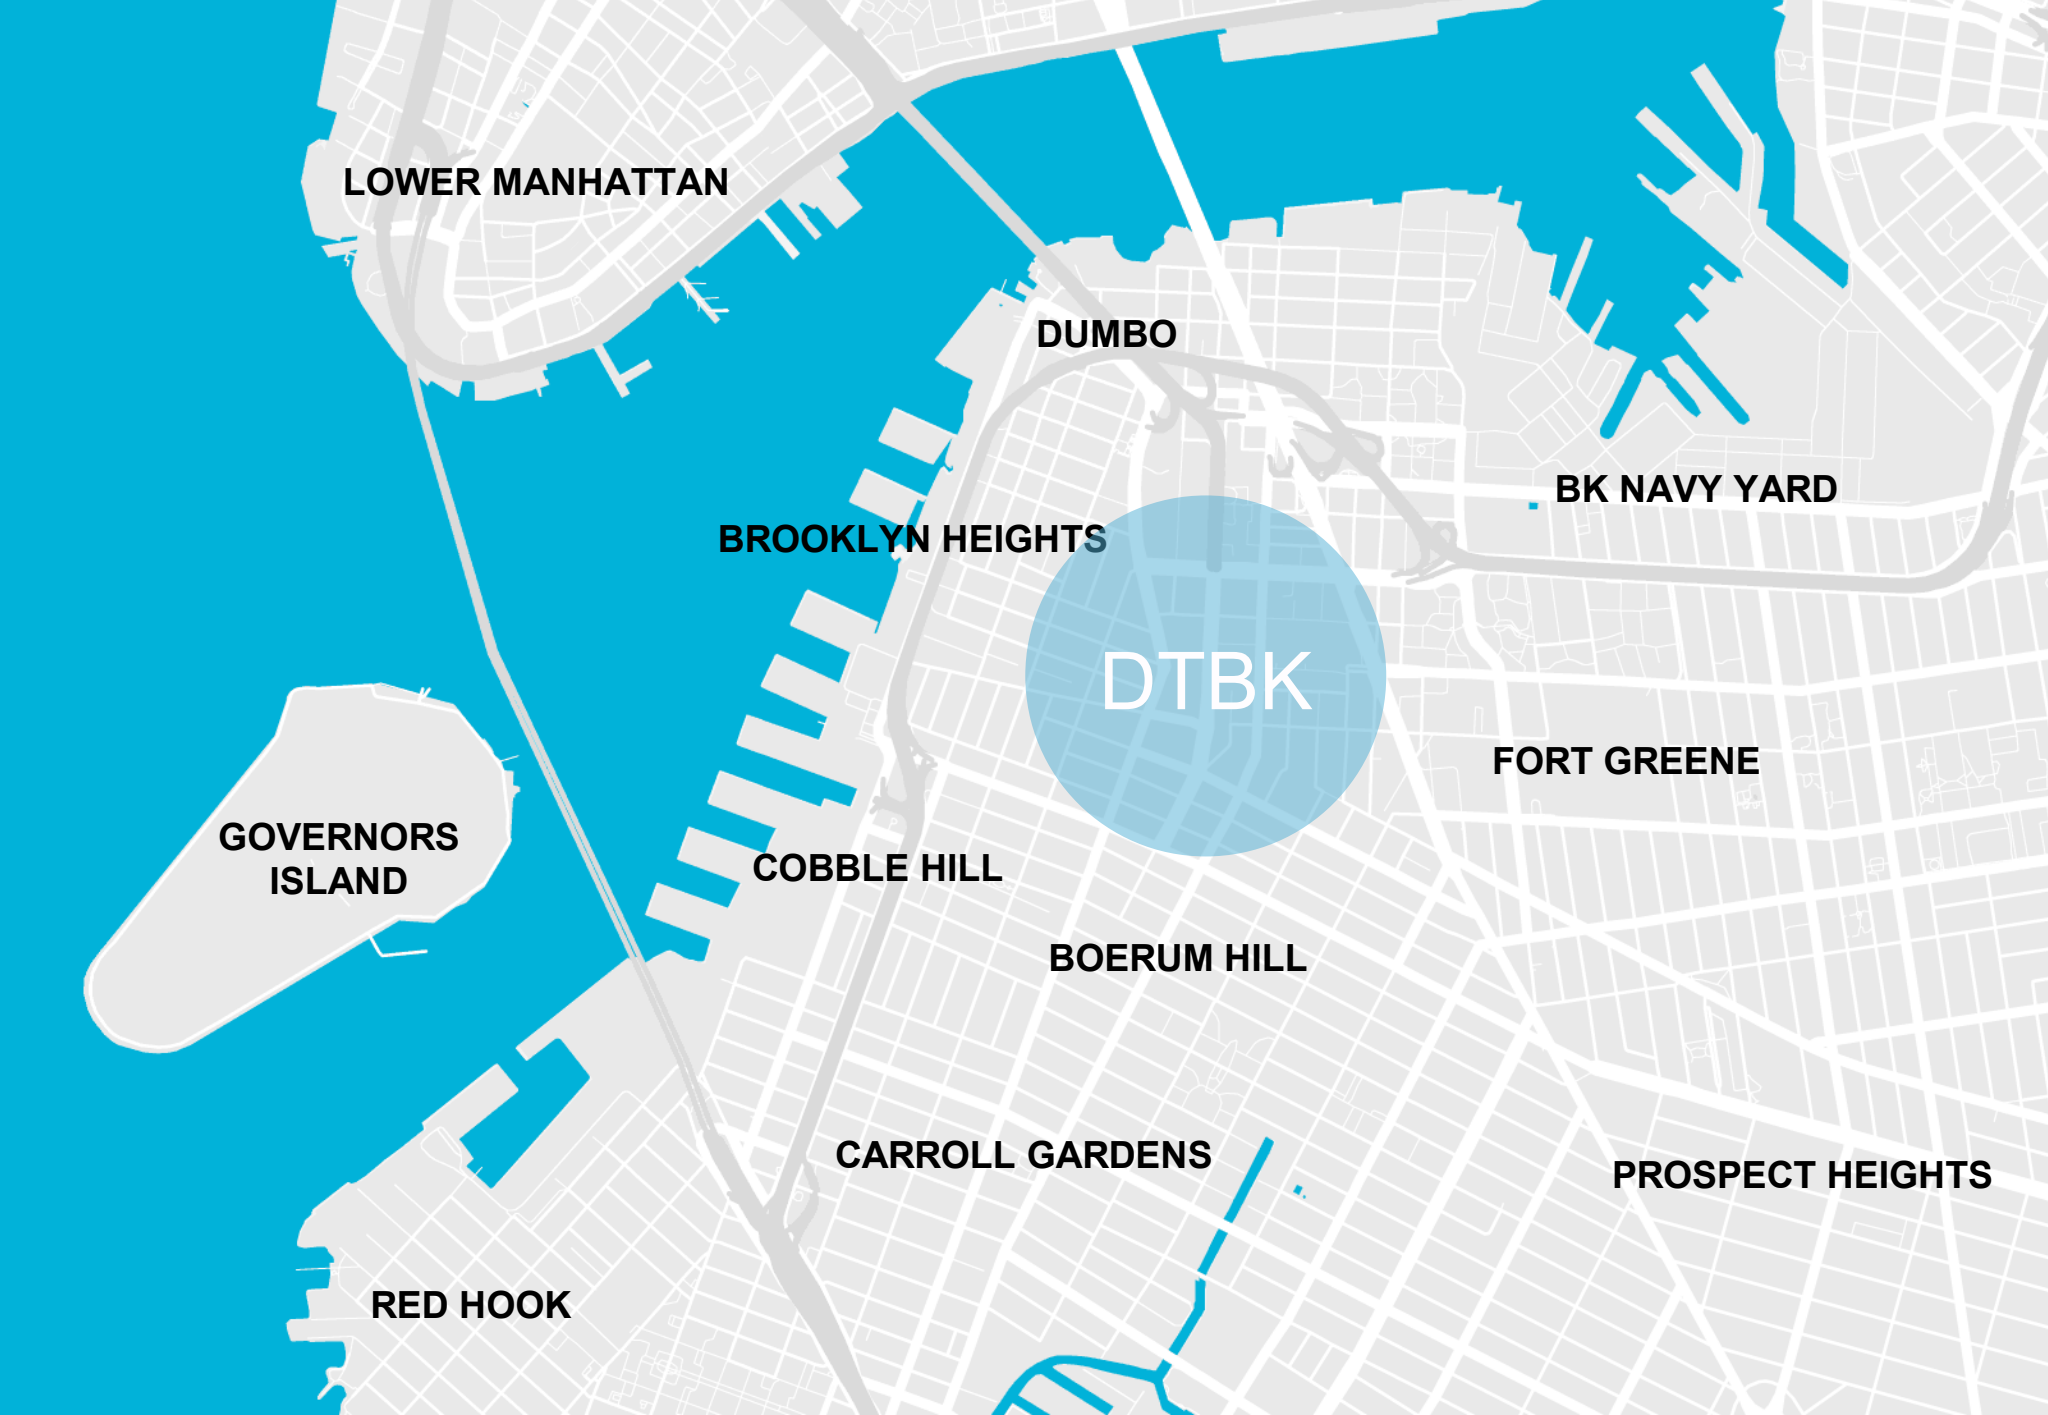 LOWER MANHATTAN
DUMBO
BK NAVY YARD
BROOKLYN HEIGHTS
DTBK
FORT GREENE
GOVERNORS
ISLAND
COBBLE HILL
BOERUM HILL
CARROLL GARDENS
PROSPECT HEIGHTS
RED HOOK